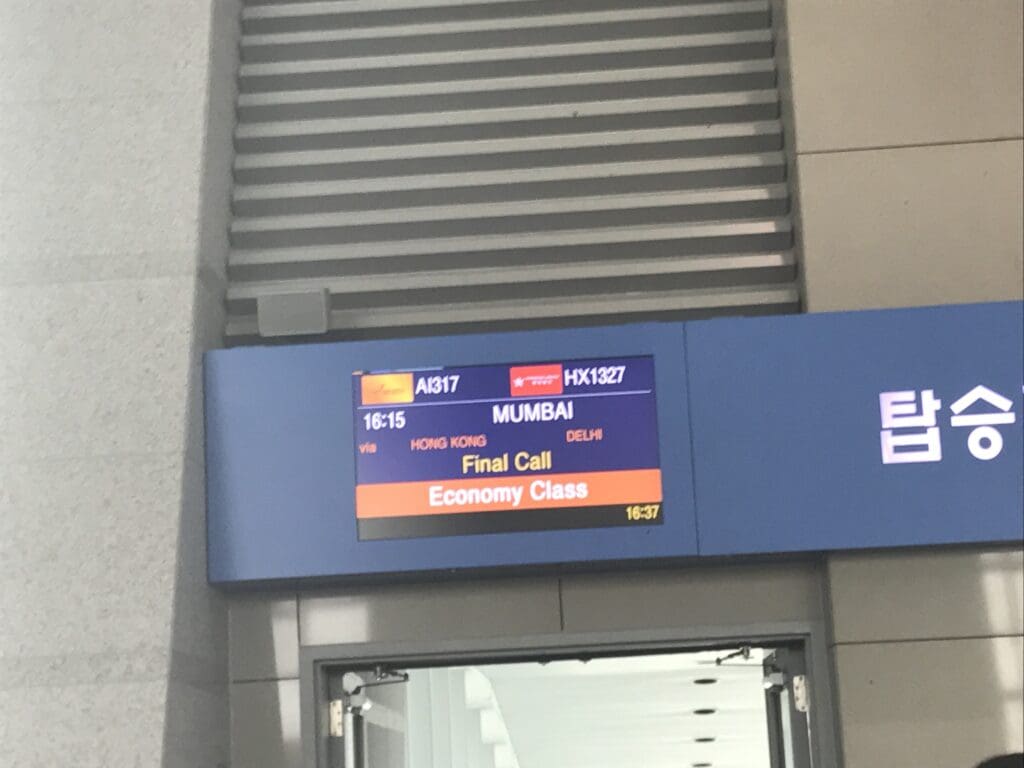 AI317 HX1327
16:15 MUMBAI
via HONG KONG DELHI
Final Call
Economy Class
16:37
탑승